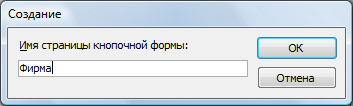 Создание
Имя страницы кнопочной формы:
OK
Фирма
Отмена